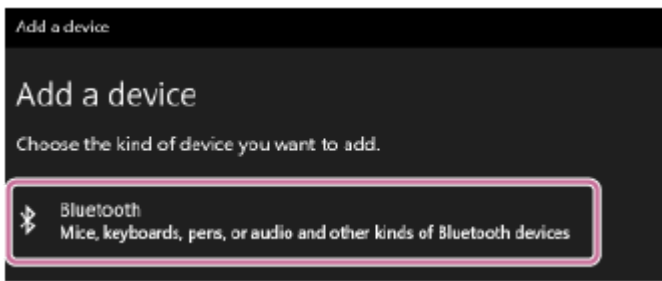 Add a device
Add a device
Choose the kind of device you want to add.
Bluetooth
Mice, keyboards, pens, or audio and other kinds of Bluetooth devices